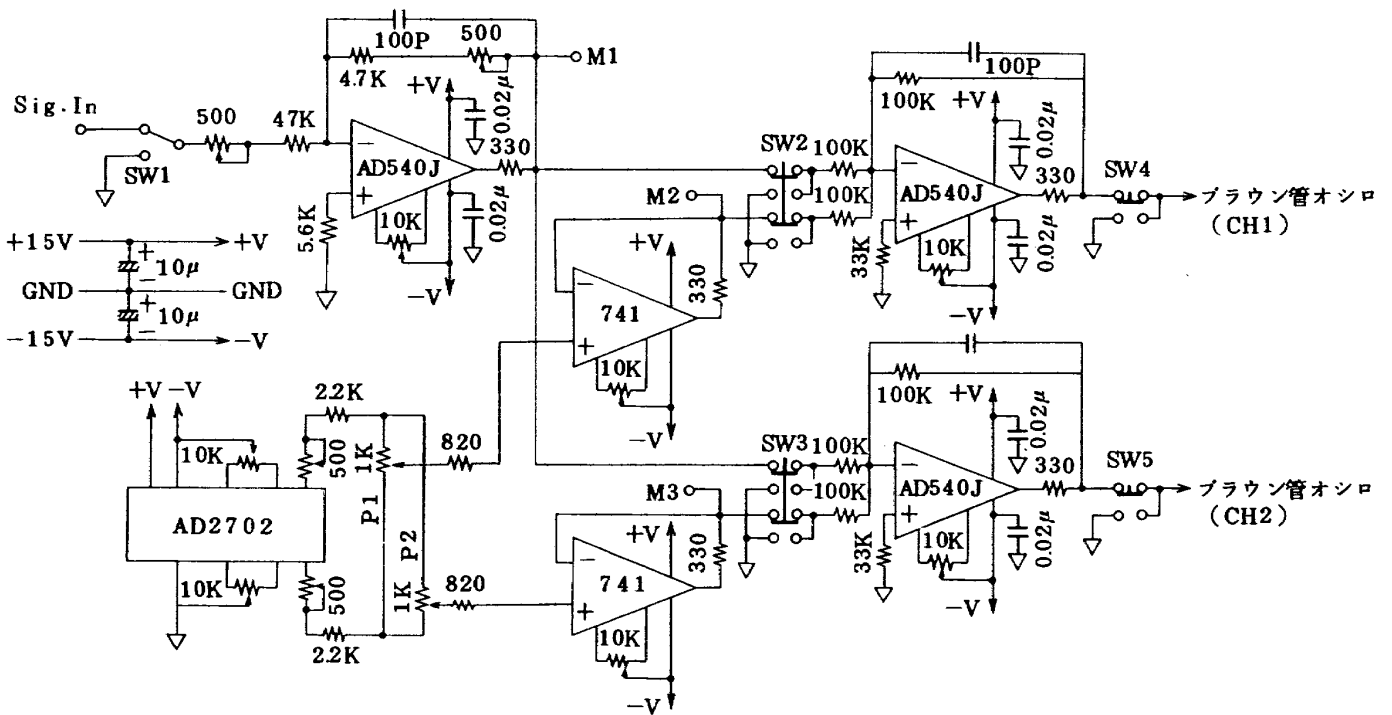 100P
500
M1
4.7K
Sig.In
500
47K
+V
0.02μ
330
AD540J
SW1
5.6K
10K
0.02μ
−V
+15V
+V
10μ
GND
GND
10μ
−15V
−V
100P
100K
+V
0.02μ
SW2
100K
330
SW4
AD540J
ブラウン管オシロ
(CH1)
100K
M2
33K
10K
0.02μ
−V
+V
330
741
10K
−V
+V
−V
2.2K
10K
500
1K
820
P1
AD2702
P2
10K
500
1K
820
2.2K
100K
+V
0.02μ
SW3
100K
330
SW5
AD540J
ブラウン管オシロ
(CH2)
100K
M3
33K
10K
0.02μ
−V
+V
330
741
10K
−V